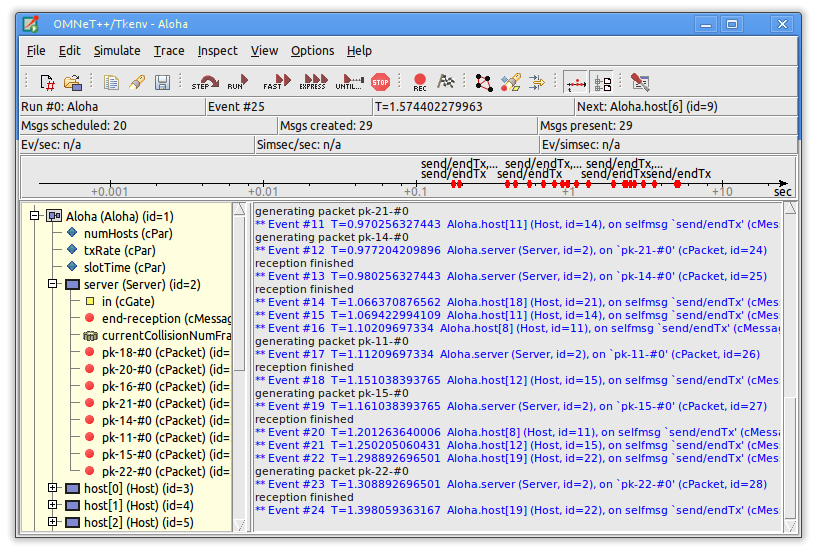 OMNeT++/Tkenv - Aloha
File Edit Simulate Trace Inspect View Options Help
STEP RUN FAST EXPRESS UNTIL... STOP REC
Run #0: Aloha Event #25 T=1.574402279963 Next: Aloha.host[6] (id=9)
Msgs scheduled: 20 Msgs created: 29 Msgs present: 29
Ev/sec: n/a Simsec/sec: n/a Ev/simsec: n/a
send/endTx,... send/endTx,... send/endTx,...
send/endTx send/endTx send/endTx send/endTx
+0.001 +0.01 +0.1 +1 +10 sec
Aloha (Aloha) (id=1)
numHosts (cPar)
txRate (cPar)
slotTime (cPar)
server (Server) (id=2)
in (cGate)
end-reception (cMessa
currentCollisionNumFra
pk-18-#0 (cPacket) (id=
pk-20-#0 (cPacket) (id=
pk-16-#0 (cPacket) (id=
pk-21-#0 (cPacket) (id=
pk-14-#0 (cPacket) (id=
pk-11-#0 (cPacket) (id=
pk-15-#0 (cPacket) (id=
pk-22-#0 (cPacket) (id=
host[0] (Host) (id=3)
host[1] (Host) (id=4)
host[2] (Host) (id=5)
generating packet pk-21-#0
** Event #11 T=0.970256327443 Aloha.host[11] (Host, id=14), on selfmsg `send/endTx' (cMes
generating packet pk-14-#0
** Event #12 T=0.977204209896 Aloha.server (Server, id=2), on `pk-21-#0' (cPacket, id=24)
reception finished
** Event #13 T=0.980256327443 Aloha.server (Server, id=2), on `pk-14-#0' (cPacket, id=25)
reception finished
** Event #14 T=1.066370876562 Aloha.host[18] (Host, id=21), on selfmsg `send/endTx' (cMes
** Event #15 T=1.069422994109 Aloha.host[11] (Host, id=14), on selfmsg `send/endTx' (cMes
** Event #16 T=1.10209697334 Aloha.host[8] (Host, id=11), on selfmsg `send/endTx' (cMessag
generating packet pk-11-#0
** Event #17 T=1.11209697334 Aloha.server (Server, id=2), on `pk-11-#0' (cPacket, id=26)
reception finished
** Event #18 T=1.151038393765 Aloha.host[12] (Host, id=15), on selfmsg `send/endTx' (cMes
generating packet pk-15-#0
** Event #19 T=1.161038393765 Aloha.server (Server, id=2), on `pk-15-#0' (cPacket, id=27)
reception finished
** Event #20 T=1.201263640006 Aloha.host[8] (Host, id=11), on selfmsg `send/endTx' (cMess
** Event #21 T=1.250205060431 Aloha.host[12] (Host, id=15), on selfmsg `send/endTx' (cMes
** Event #22 T=1.298892696501 Aloha.host[19] (Host, id=22), on selfmsg `send/endTx' (cMes
generating packet pk-22-#0
** Event #23 T=1.308892696501 Aloha.server (Server, id=2), on `pk-22-#0' (cPacket, id=28)
reception finished
** Event #24 T=1.398059363167 Aloha.host[19] (Host, id=22), on selfmsg `send/endTx' (cMes